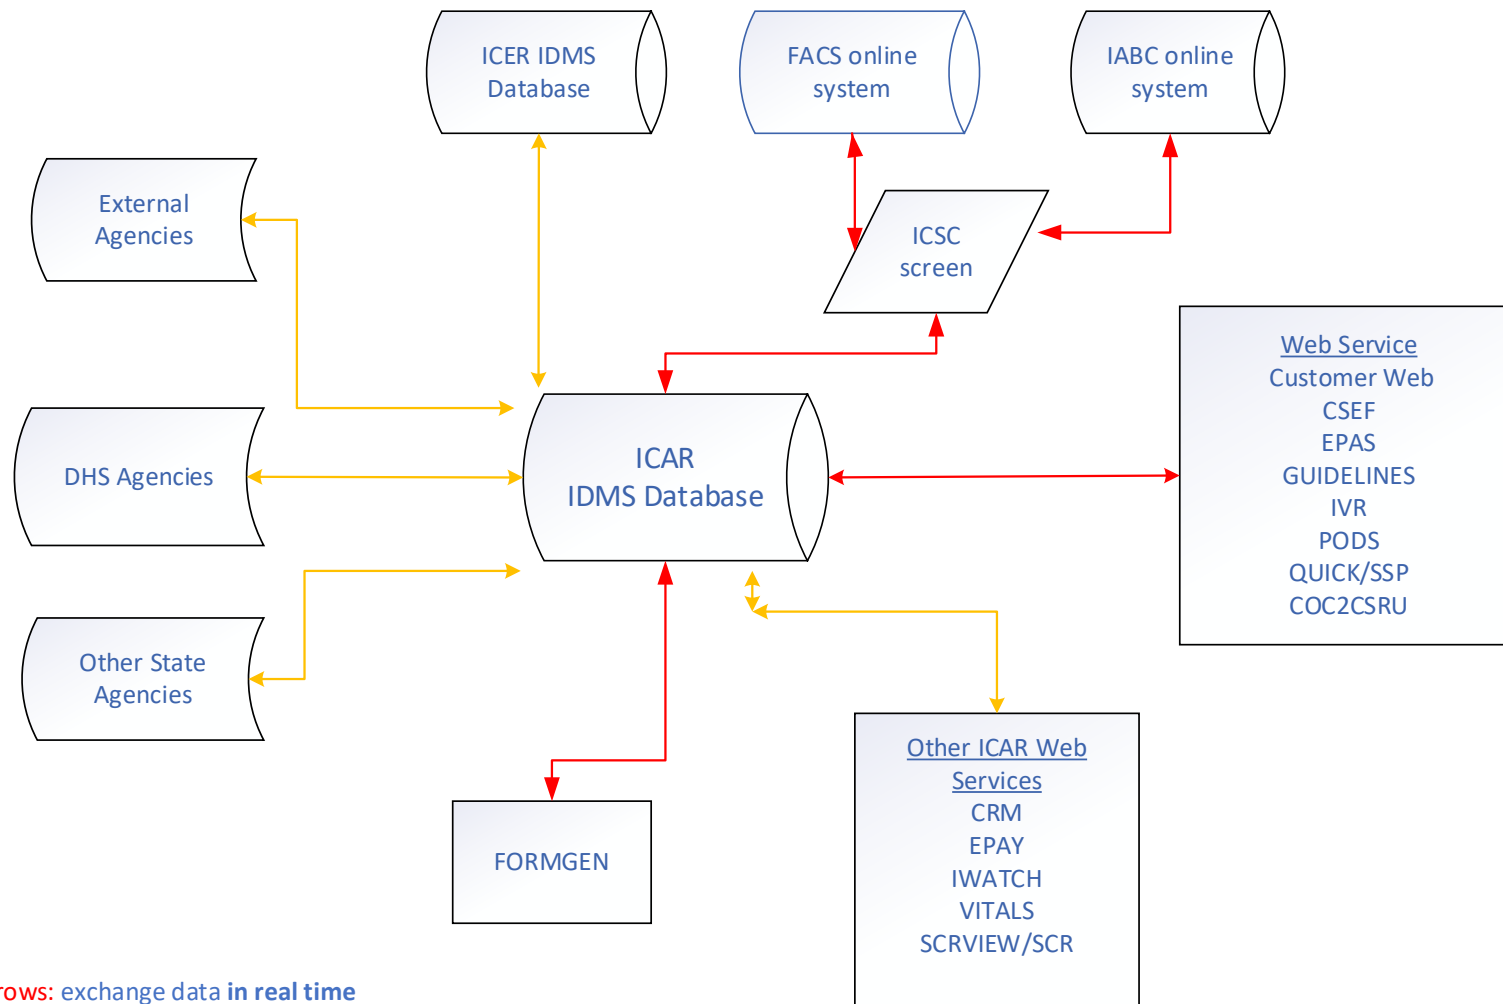 ICER IDMS
Database
FACS online
system
IABC online
system
External
Agencies
ICSC
screen
Web Service
Customer Web
CSEF
EPAS
GUIDELINES
IVR
PODS
QUICK/SSP
COC2CSRU
DHS Agencies
ICAR
IDMS Database
Other State
Agencies
Other ICAR Web
Services
CRM
EPAY
IWATCH
VITALS
SCRVIEW/SCR
FORMGEN
rows: exchange data in real time